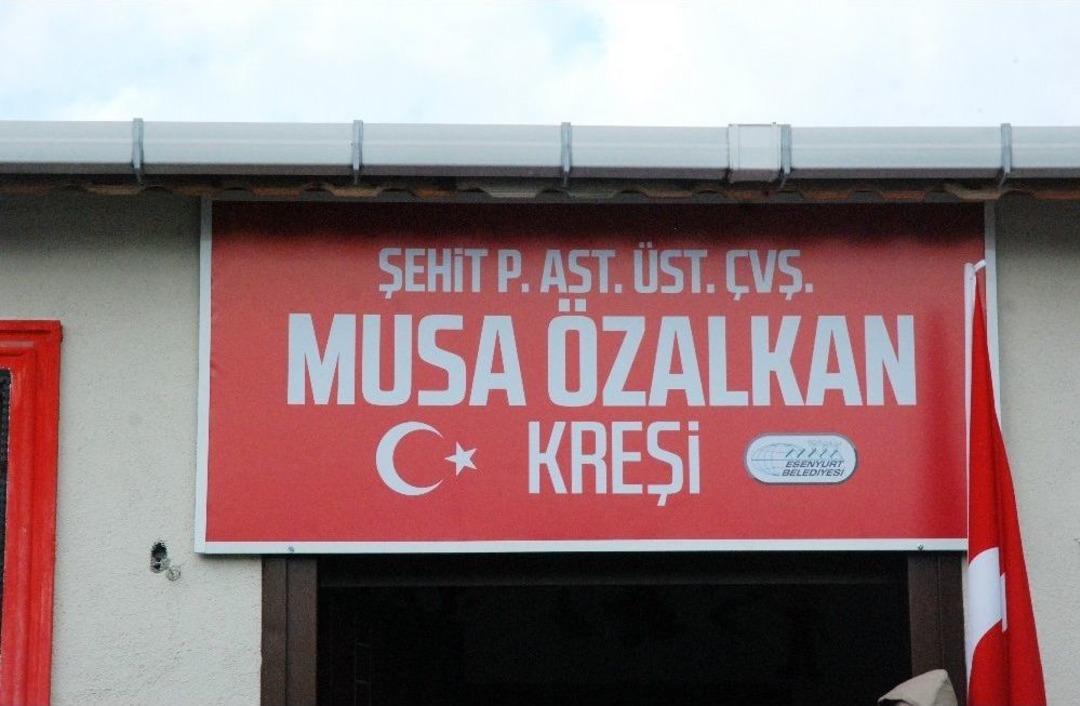 ŞEHİT P. AST. ÜST. ÇVŞ.
MUSA ÖZALKAN
KREŞİ
ESENYURT
BELEDİYESİ